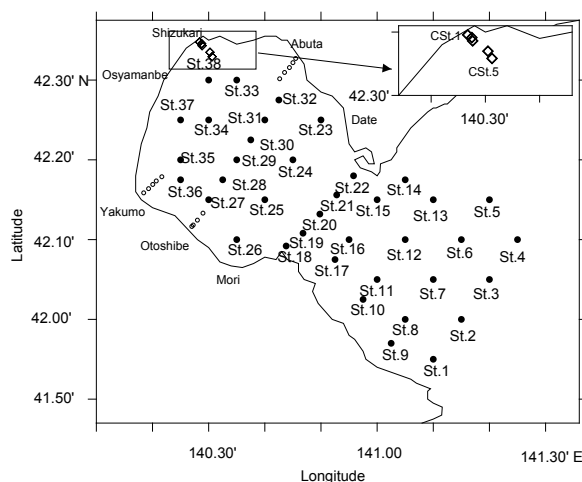 Shizukari
Abuta
CSt.1
CSt.5
42.30'
140.30'
St.38
42.30' N
Osyamanbe
St.33
St.32
St.37
St.34
St.31
St.23
Date
St.30
42.20'
St.35
St.29
St.24
St.36
St.28
St.22
St.14
Yakumo
St.27
St.25
St.21
St.15
St.13
St.5
Otoshibe
St.20
42.10'
St.26
St.19
St.18
St.16
St.12
St.6
St.4
Mori
St.17
St.11
St.7
St.3
St.10
42.00'
St.8
St.2
St.9
St.1
41.50'
Latitude
140.30'
141.00'
141.30' E
Longitude